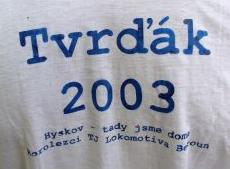 Tvrďák
2003
Hyskov - tady jsme doma
Horolezci TJ Lokomotiva Beroun